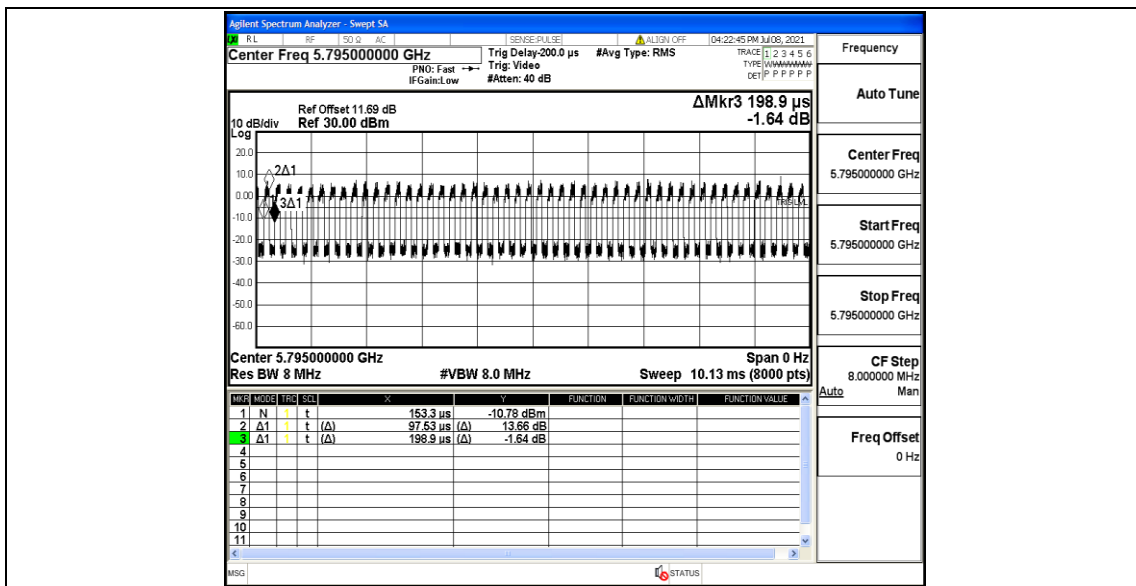 Agilent Spectrum Analyzer - Swept SA
RL RF 50 Ω AC SENSE:PULSE ALIGN OFF 04:22:45 PM Jul 08, 2021
Center Freq 5.795000000 GHz
PNO: Fast
IFGain:Low
Trig Delay-200.0 µs
Trig: Video
#Atten: 40 dB
#Avg Type: RMS
TRACE 1 2 3 4 5 6
TYPE
DET P P P P P P
Ref Offset 11.69 dB
10 dB/div Ref 30.00 dBm
Log
ΔMkr3 198.9 µs
-1.64 dB
20.0
10.0
0.00
-10.0
-20.0
-30.0
-40.0
-50.0
-60.0
2Δ1
3Δ1
TRIG LVL
Center 5.795000000 GHz Span 0 Hz
Res BW 8 MHz #VBW 8.0 MHz Sweep 10.13 ms (8000 pts)
MKR MODE TRC SCL X Y FUNCTION FUNCTION WIDTH FUNCTION VALUE
1 N 1 t 153.3 µs -10.78 dBm
2 Δ1 1 t (Δ) 97.53 µs (Δ) 13.66 dB
3 Δ1 1 t (Δ) 198.9 µs (Δ) -1.64 dB
4
5
6
7
8
9
10
11
MSG STATUS
Frequency
Auto Tune
Center Freq
5.795000000 GHz
Start Freq
5.795000000 GHz
Stop Freq
5.795000000 GHz
CF Step
8.000000 MHz
Auto Man
Freq Offset
0 Hz